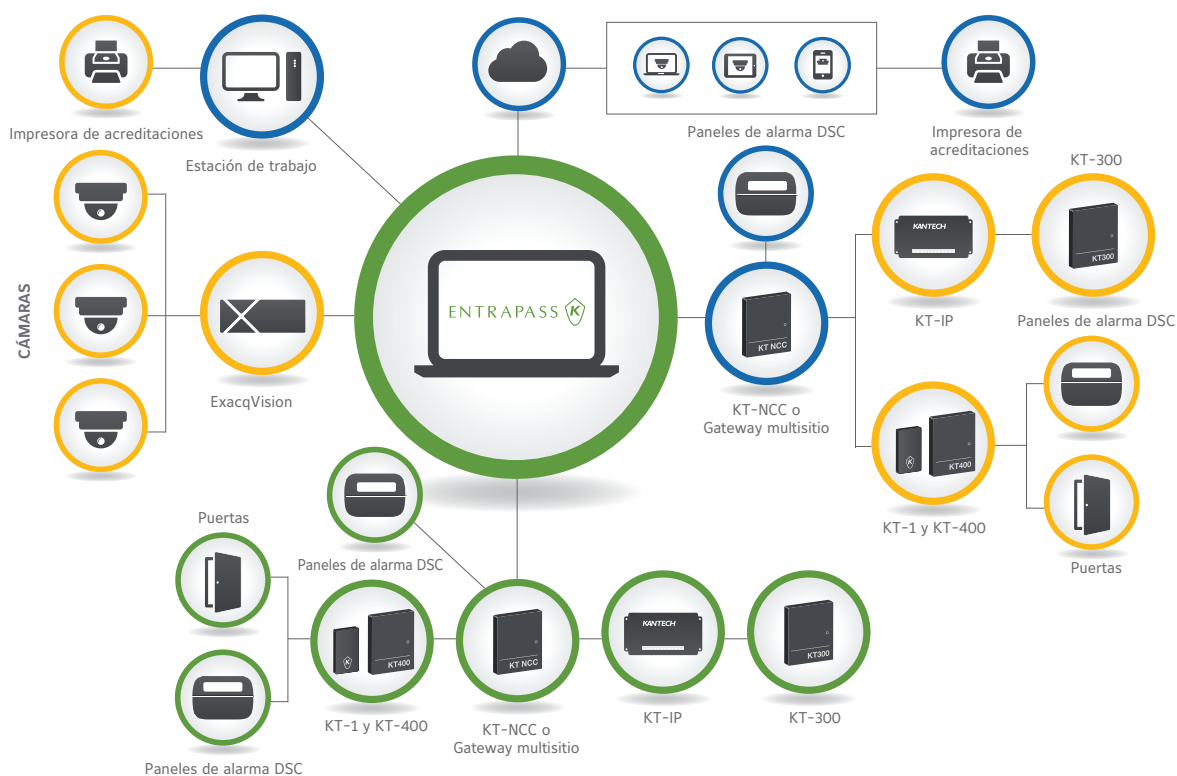 Impresora de acreditaciones
Estación de trabajo
Paneles de alarma DSC
Impresora de
acreditaciones
KT-300
CÁMARAS
ENTRAPASS K
ExacqVision
KT NCC
KT-NCC o
Gateway multisitio
KANTECH
KT-IP
KT300
Paneles de alarma DSC
K
KT400
KT-1 y KT-400
Puertas
Paneles de alarma DSC
Puertas
Paneles de alarma DSC
K
KT400
KT-1 y KT-400
KT NCC
KT-NCC o
Gateway multisitio
KANTECH
KT-IP
KT300
KT-300